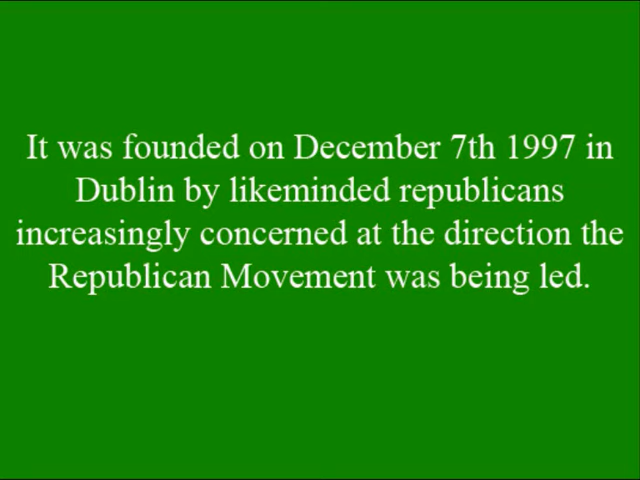 It was founded on December 7th 1997 in
Dublin by likeminded republicans
increasingly concerned at the direction the
Republican Movement was being led.